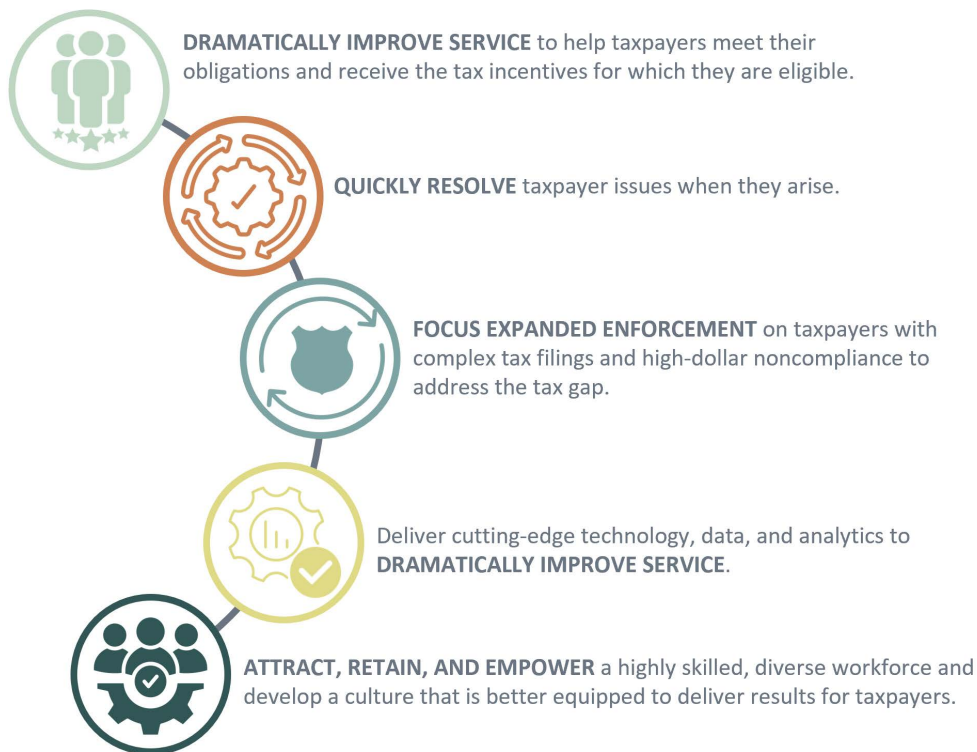 DRAMATICALLY IMPROVE SERVICE to help taxpayers meet their
obligations and receive the tax incentives for which they are eligible.
QUICKLY RESOLVE taxpayer issues when they arise.
FOCUS EXPANDED ENFORCEMENT on taxpayers with
complex tax filings and high-dollar noncompliance to
address the tax gap.
Deliver cutting-edge technology, data, and analytics to
DRAMATICALLY IMPROVE SERVICE.
ATTRACT, RETAIN, AND EMPOWER a highly skilled, diverse workforce and
develop a culture that is better equipped to deliver results for taxpayers.